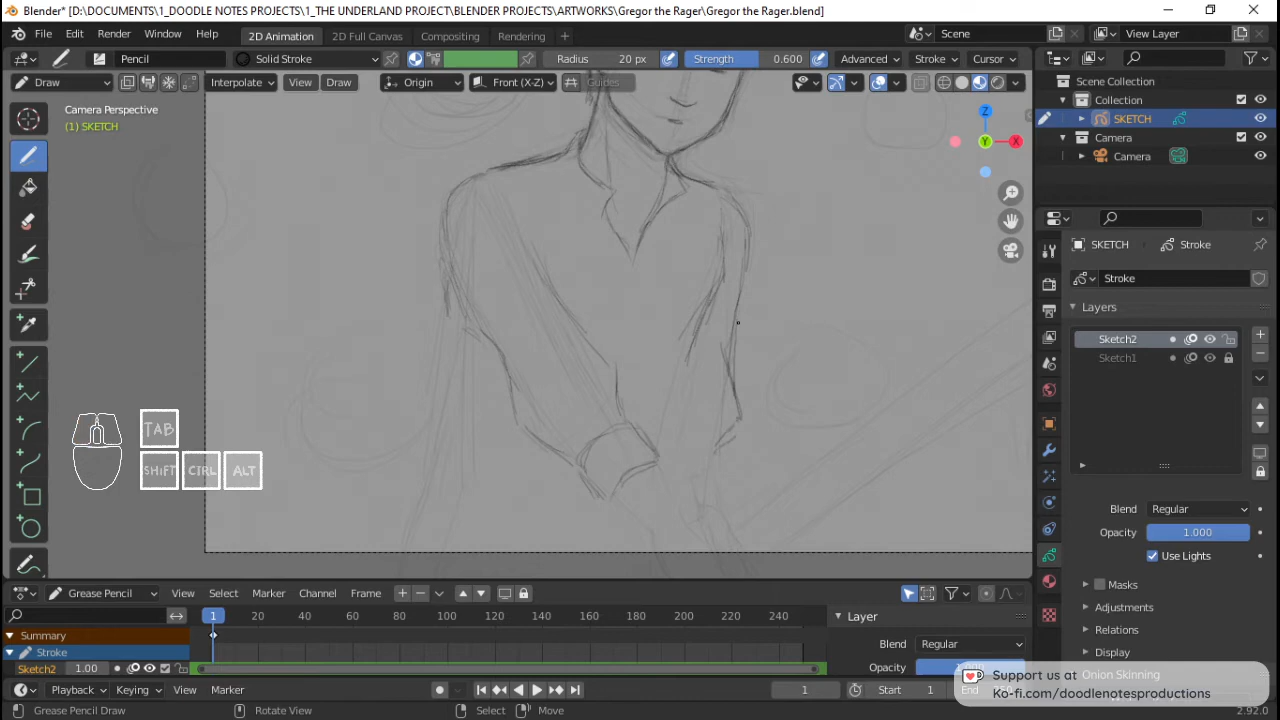 Blender* [D:\DOCUMENTS\1_DOODLE NOTES PROJECTS\1_THE UNDERLAND PROJECT\BLENDER PROJECTS\ARTWORKS\Gregor the Rager\Gregor the Rager.blend]
File Edit Render Window Help 2D Animation 2D Full Canvas Compositing Rendering + Scene View Layer
Pencil Solid Stroke Radius 20 px Strength 0.600 Advanced Stroke Cursor
Draw Interpolate View Draw Origin Front (X-Z) Guides
Camera Perspective
(1) SKETCH
Z
Y
X
Scene Collection
Collection
SKETCH
Camera
Camera
SKETCH Stroke
Stroke
Layers
Sketch2
Sketch1
Blend Regular
Opacity 1.000
Use Lights
Masks
Adjustments
Relations
Display
Onion Skinning
TAB
SHiFT CTRL ALT
Grease Pencil View Select Marker Channel Frame
1 20 40 60 80 100 120 140 160 180 200 220 240
Summary
Stroke
Sketch2 1.00
Layer
Blend Regular
Opacity 1.000
Playback Keying View Marker 1 Start 1 End
Support us at
Ko-fi.com/doodlenotesproductions
Grease Pencil Draw Rotate View Select Move 2.92.0